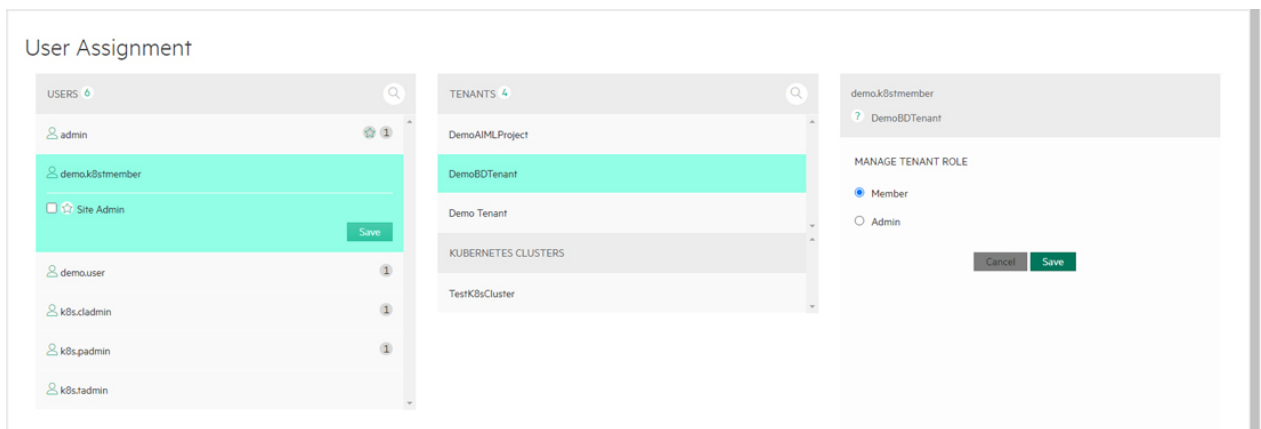 User Assignment
USERS 6
admin 1
demo.k8stmember
Site Admin
Save
demo.user 1
k8s.cladmin 1
k8s.padmin 1
k8s.tadmin
TENANTS 4
DemoAIMLProject
DemoBDTenant
Demo Tenant
KUBERNETES CLUSTERS
TestK8sCluster
demo.k8stmember
? DemoBDTenant
MANAGE TENANT ROLE
Member
Admin
Cancel Save